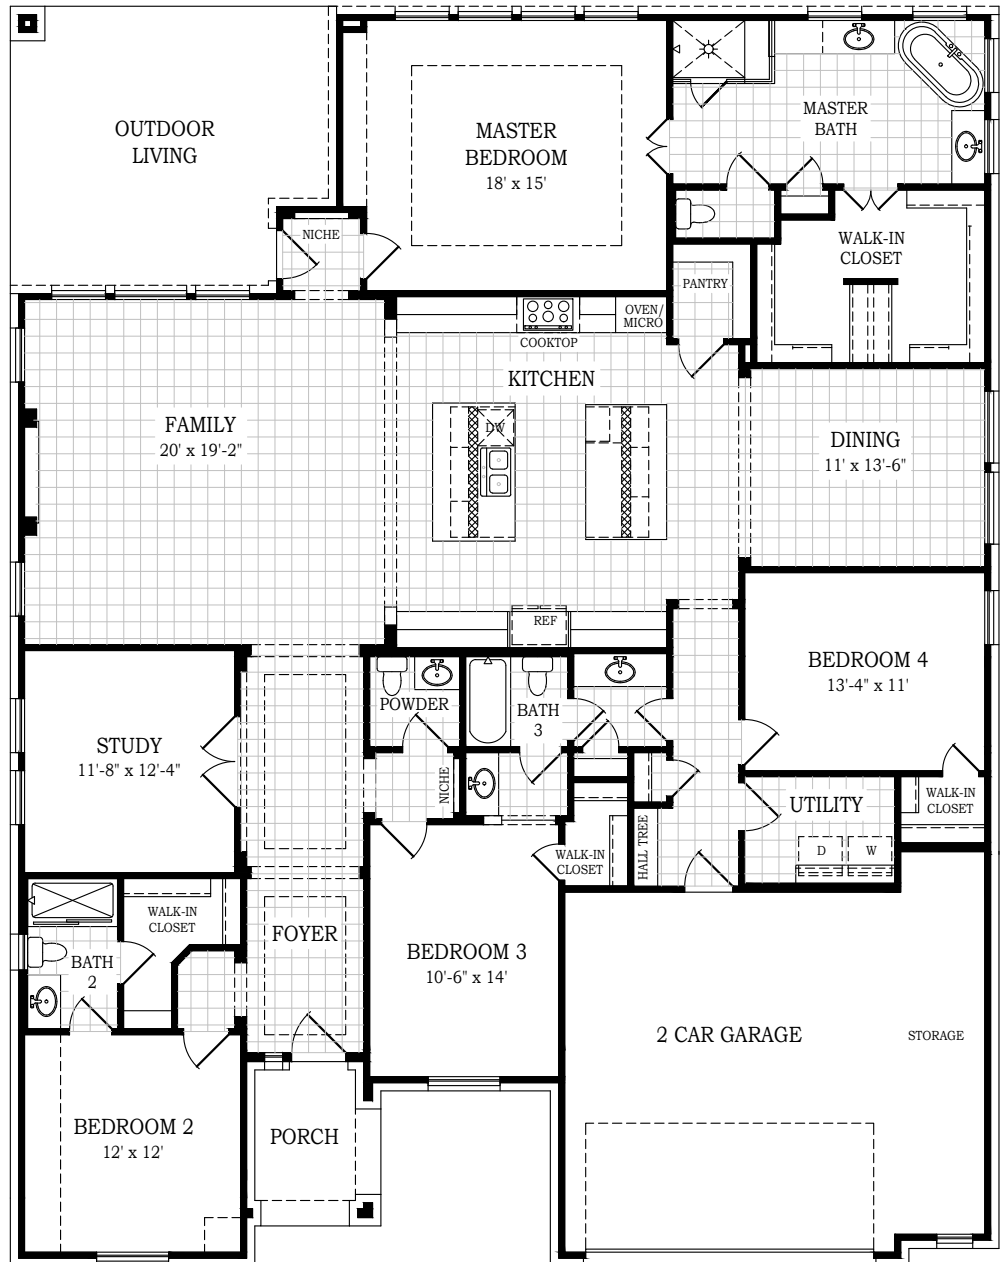 OUTDOOR
LIVING
MASTER
BEDROOM
18' x 15'
MASTER
BATH
NICHE
WALK-IN
CLOSET
PANTRY
OVEN/
MICRO
COOKTOP
KITCHEN
FAMILY
20' x 19'-2"
DW
DINING
11' x 13'-6"
REF
BEDROOM 4
13'-4" x 11'
POWDER
BATH
3
STUDY
11'-8" x 12'-4"
NICHE
WALK-IN
CLOSET
UTILITY
D
W
HALL TREE
WALK-IN
CLOSET
WALK-IN
CLOSET
FOYER
BATH
2
BEDROOM 3
10'-6" x 14'
2 CAR GARAGE
STORAGE
BEDROOM 2
12' x 12'
PORCH